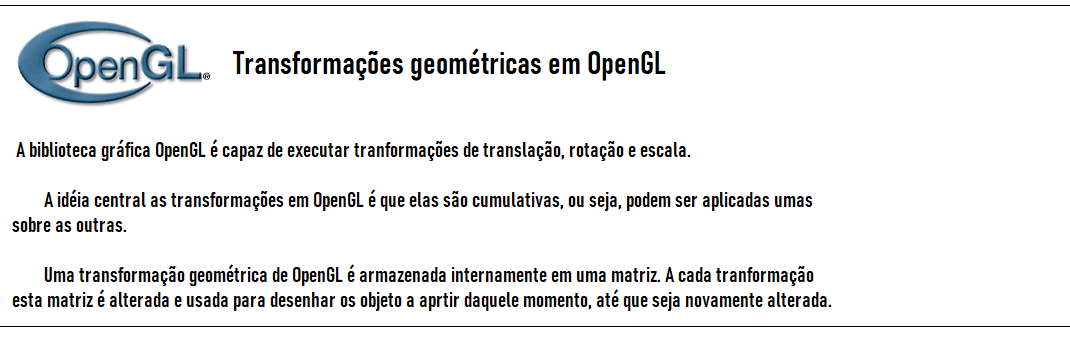 OpenGL®
Transformações geométricas em OpenGL
A biblioteca gráfica OpenGL é capaz de executar tranformações de translação, rotação e escala.
A idéia central as transformações em OpenGL é que elas são cumulativas, ou seja, podem ser aplicadas umas
sobre as outras.
Uma transformação geométrica de OpenGL é armazenada internamente em uma matriz. A cada tranformação
esta matriz é alterada e usada para desenhar os objeto a aprtir daquele momento, até que seja novamente alterada.